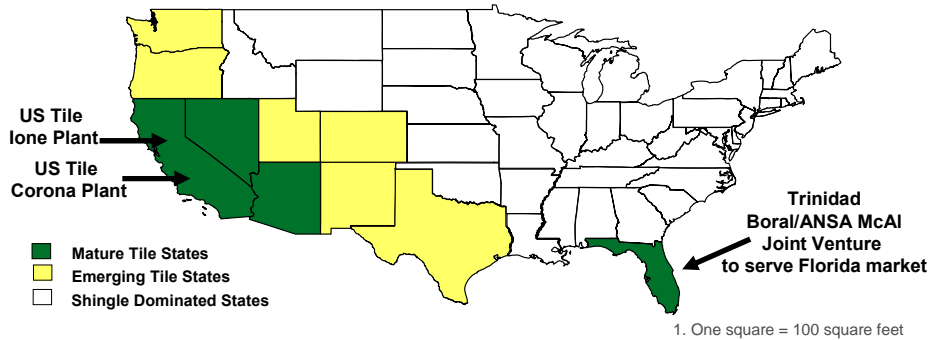 US Tile
Ione Plant
US Tile
Corona Plant
Trinidad
Boral/ANSA McAl
Joint Venture
to serve Florida market
Mature Tile States
Emerging Tile States
Shingle Dominated States
1. One square = 100 square feet